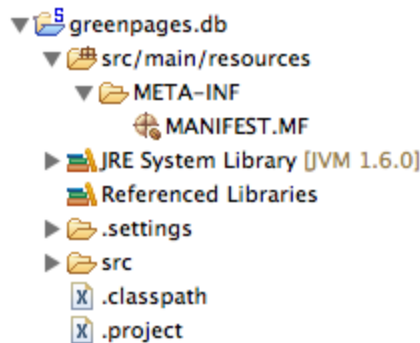 greenpages.db
src/main/resources
META-INF
MANIFEST.MF
JRE System Library [JVM 1.6.0]
Referenced Libraries
.settings
src
.classpath
.project